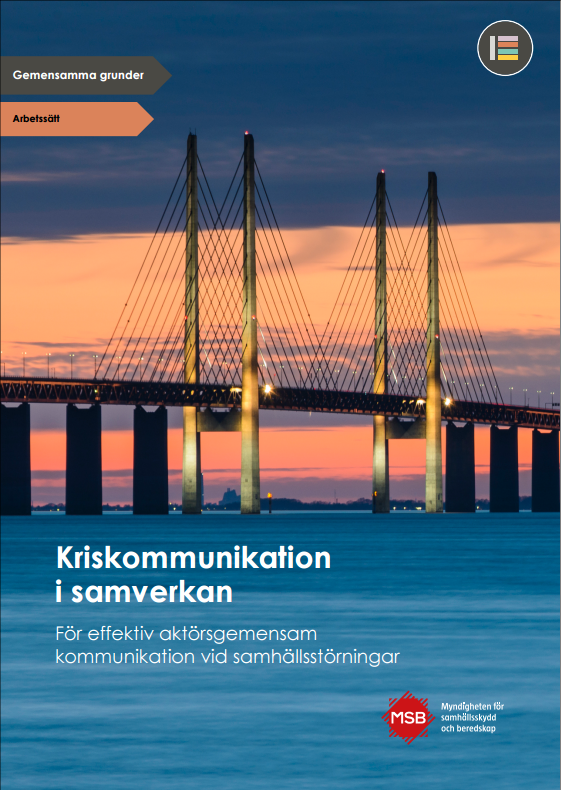 Gemensamma grunder
Arbetssätt
Kriskommunikation
i samverkan
För effektiv aktörsgemensam
kommunikation vid samhällsstörningar
MSB
Myndigheten för
samhällsskydd
och beredskap